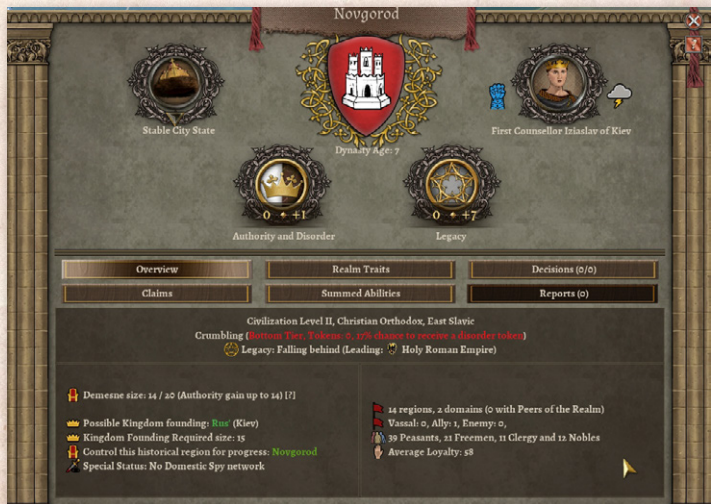 Novgorod
Stable City State
Dynasty Age: 7
First Counsellor Iziaslav of Kiev
0 +1
0 +7
Authority and Disorder
Legacy
Overview
Realm Traits
Decisions (0/0)
Claims
Summed Abilities
Reports (0)
Civilization Level II, Christian Orthodox, East Slavic
Crumbling (Bottom Tier, Tokens: 0, 17% chance to receive a disorder token)
Legacy: Falling behind (Leading: Holy Roman Empire)
Demesne size: 14 / 20 (Authority gain up to 14) [?]
Possible Kingdom founding: Rus' (Kiev)
Kingdom Founding Required size: 15
Control this historical region for progress: Novgorod
Special Status: No Domestic Spy network
14 regions, 2 domains (0 with Peers of the Realm)
Vassal: 0, Ally: 1, Enemy: 0,
39 Peasants, 21 Freemen, 11 Clergy and 12 Nobles
Average Loyalty: 58